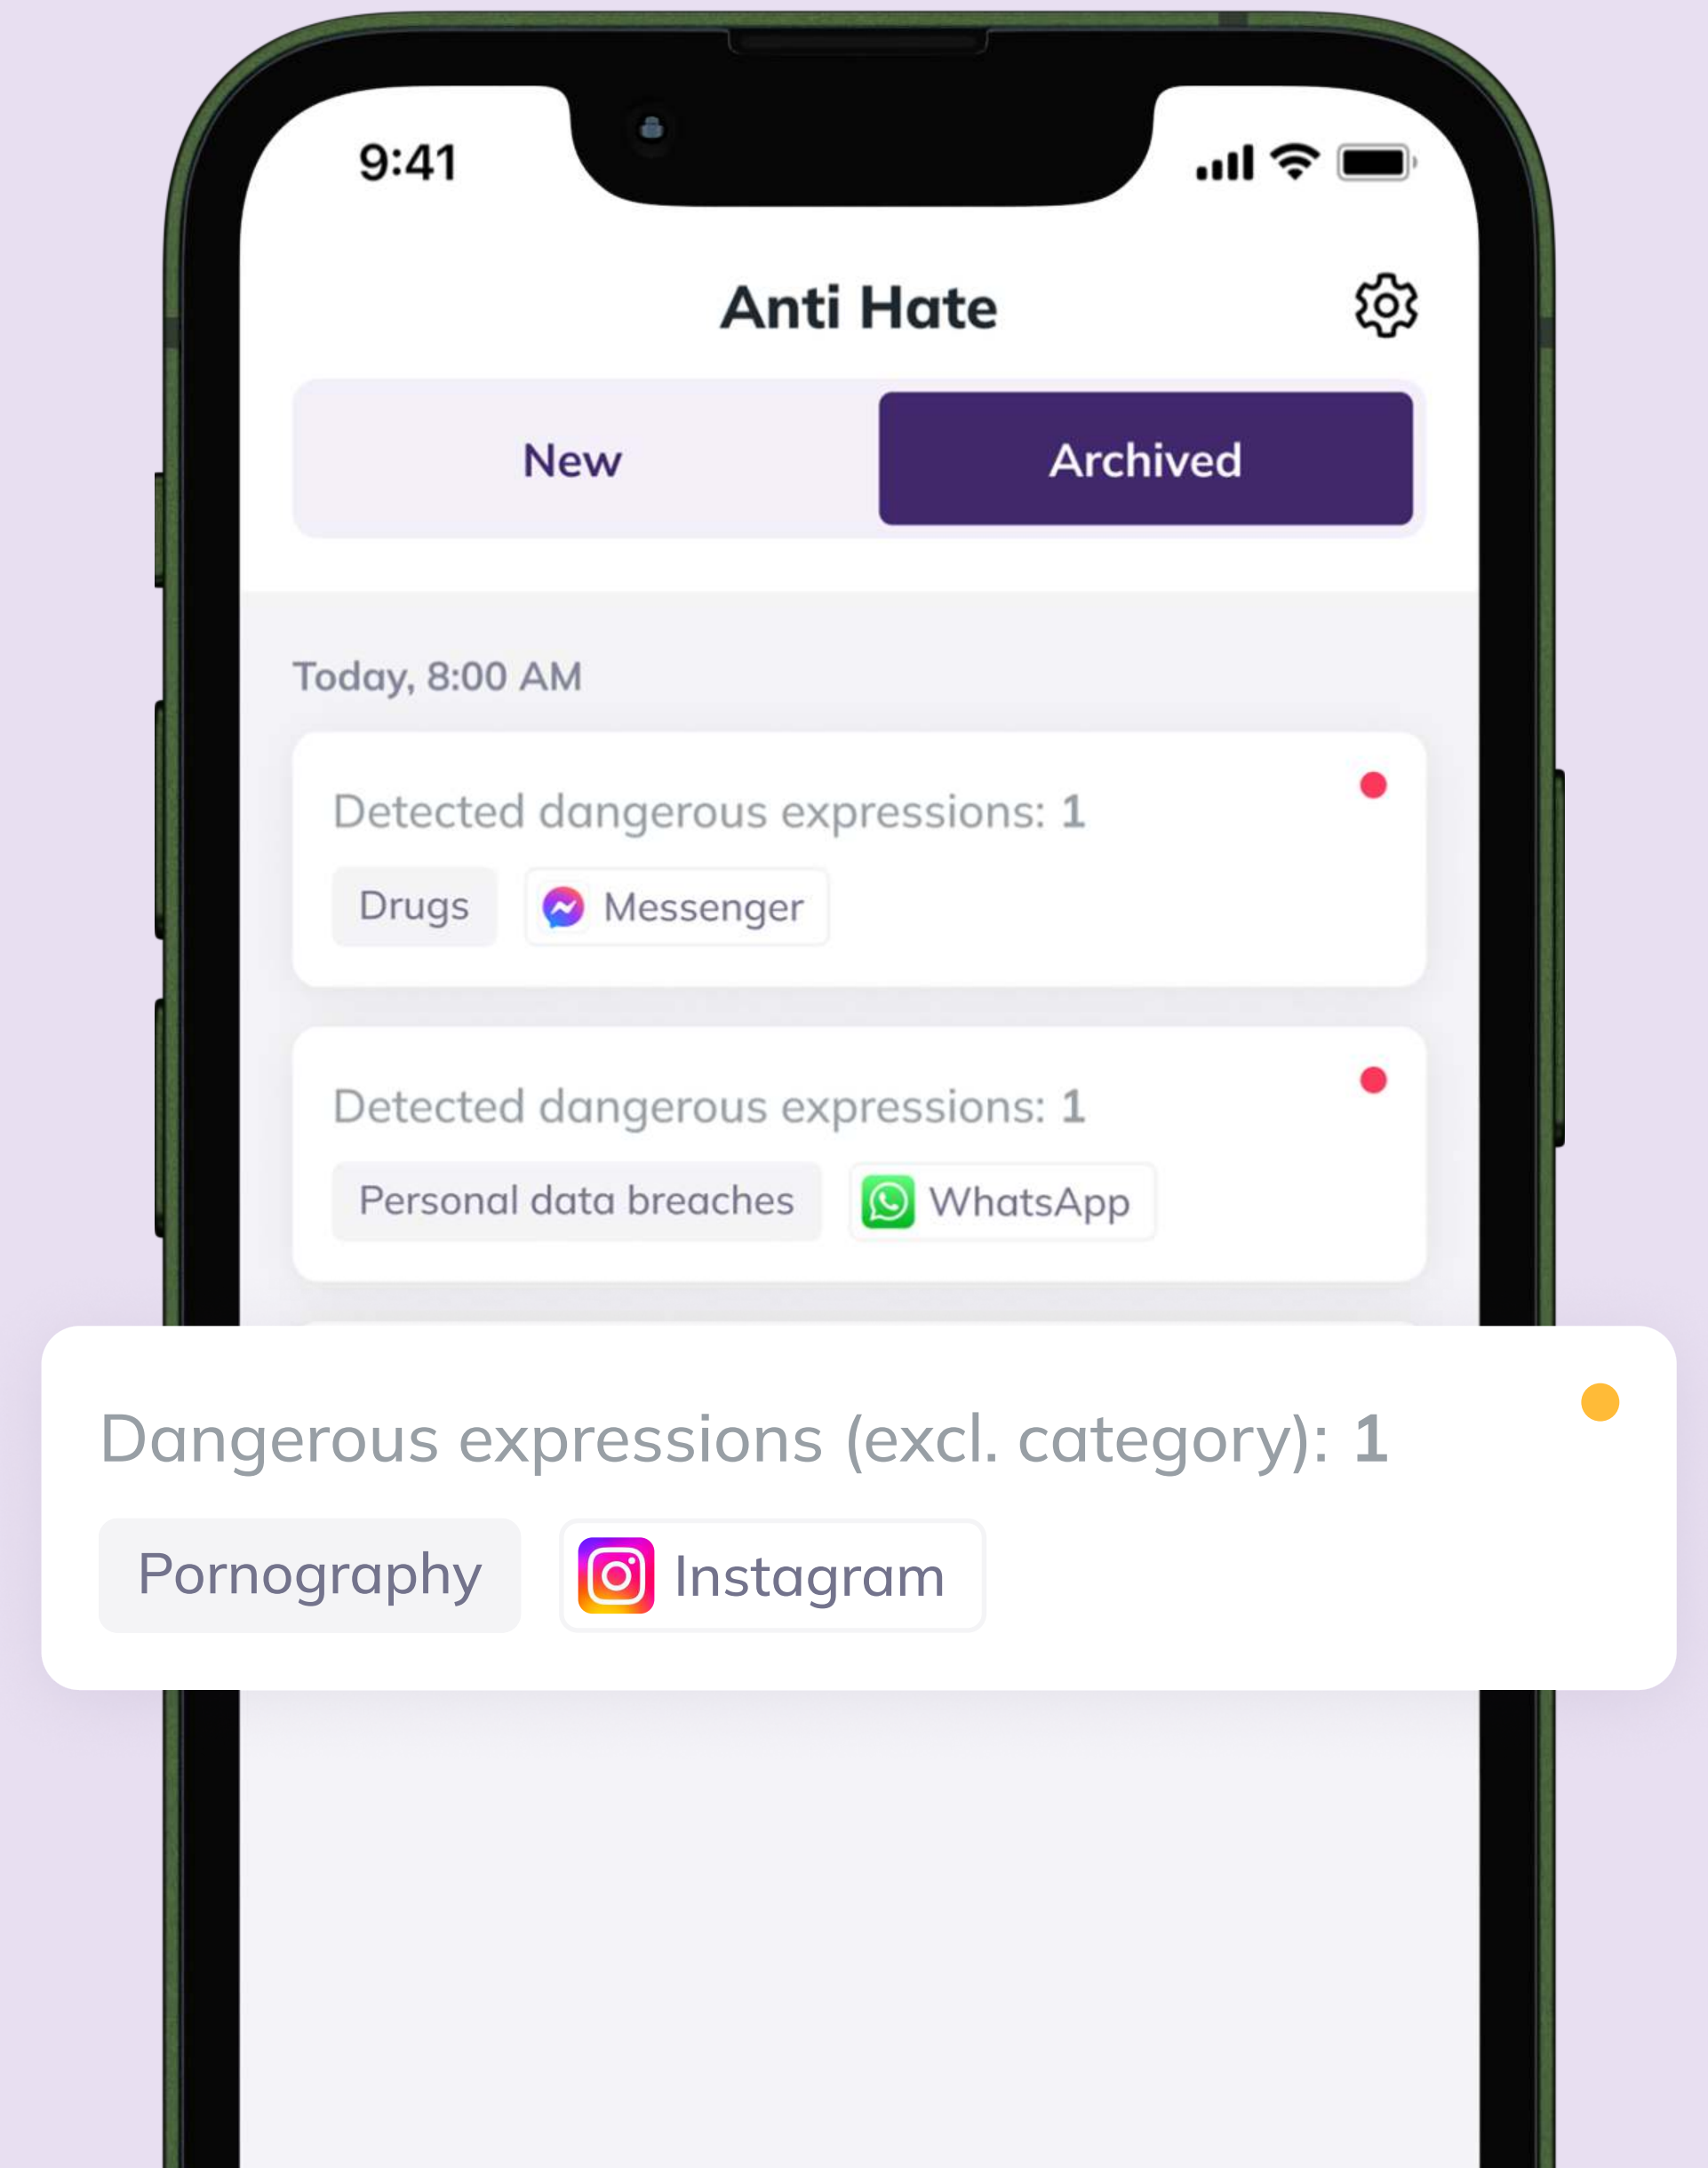 9:41
Anti Hate
New
Archived
Today, 8:00 AM
Detected dangerous expressions: 1
Drugs
Messenger
Detected dangerous expressions: 1
Personal data breaches
WhatsApp
Dangerous expressions (excl. category): 1
Pornography
Instagram